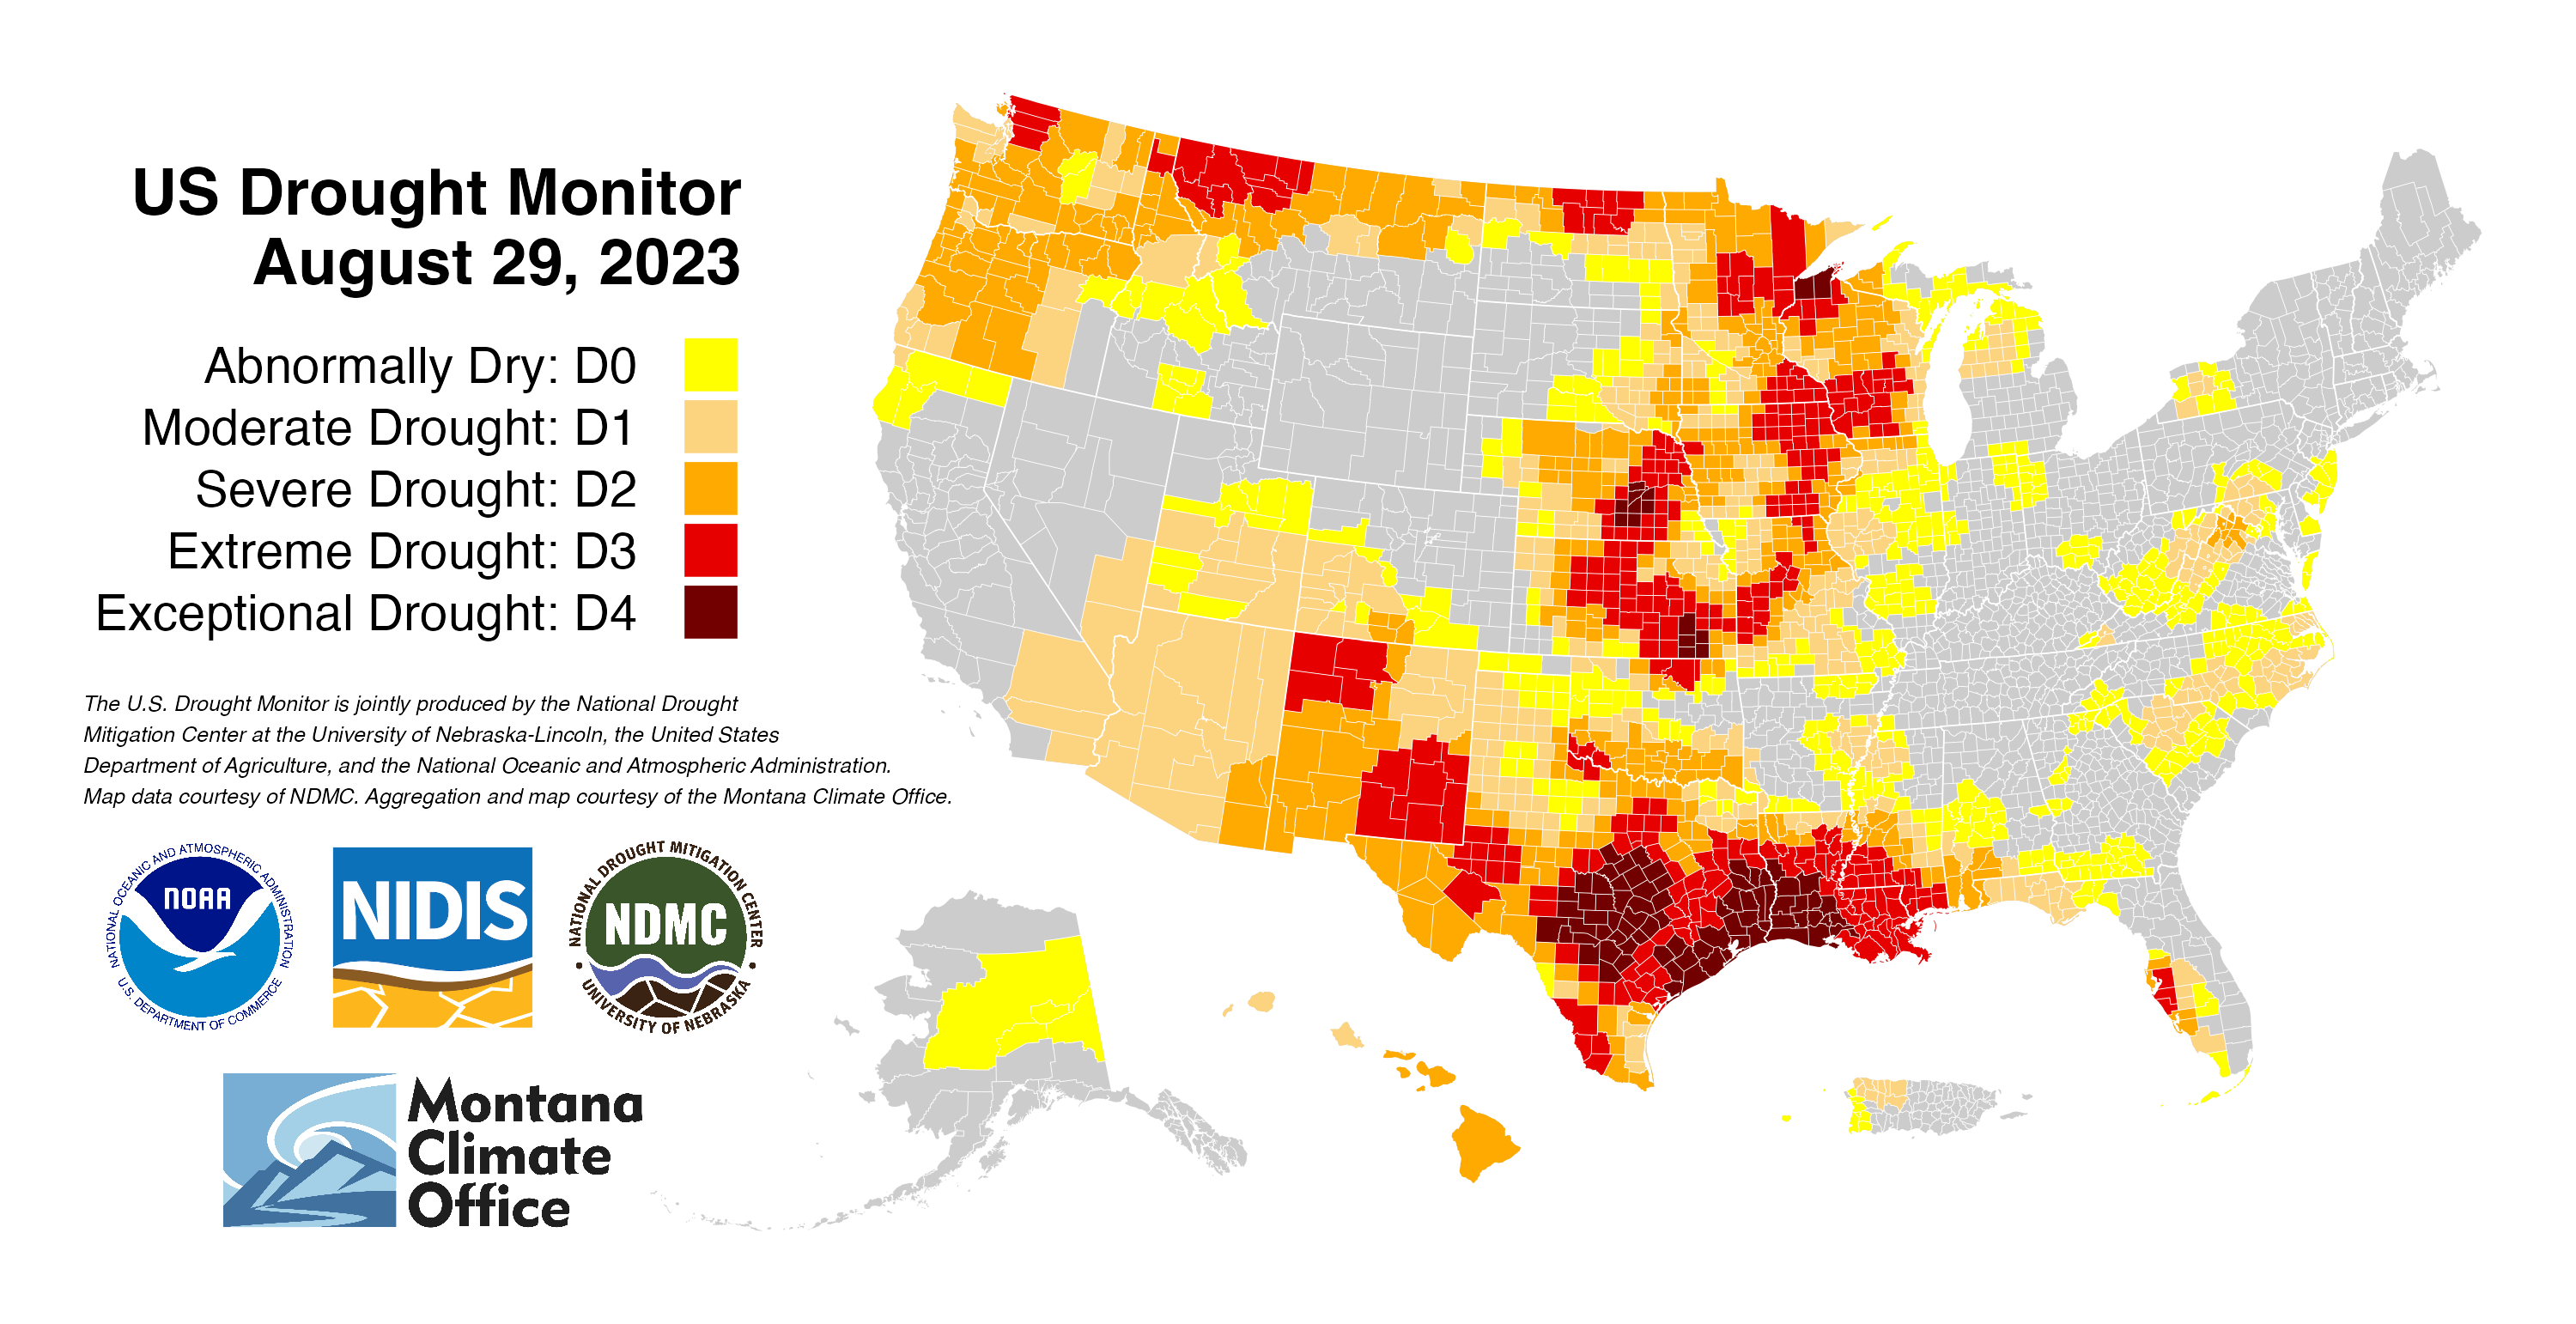 US Drought Monitor
August 29, 2023
Abnormally Dry: D0
Moderate Drought: D1
Severe Drought: D2
Extreme Drought: D3
Exceptional Drought: D4
The U.S. Drought Monitor is jointly produced by the National Drought
Mitigation Center at the University of Nebraska-Lincoln, the United States
Department of Agriculture, and the National Oceanic and Atmospheric Administration.
Map data courtesy of NDMC. Aggregation and map courtesy of the Montana Climate Office.
NATIONAL OCEANIC AND ATMOSPHERIC ADMINISTRATION
NOAA
U.S. DEPARTMENT OF COMMERCE
NIDIS
NATIONAL DROUGHT MITIGATION CENTER
NDMC
UNIVERSITY OF NEBRASKA
Montana
Climate
Office